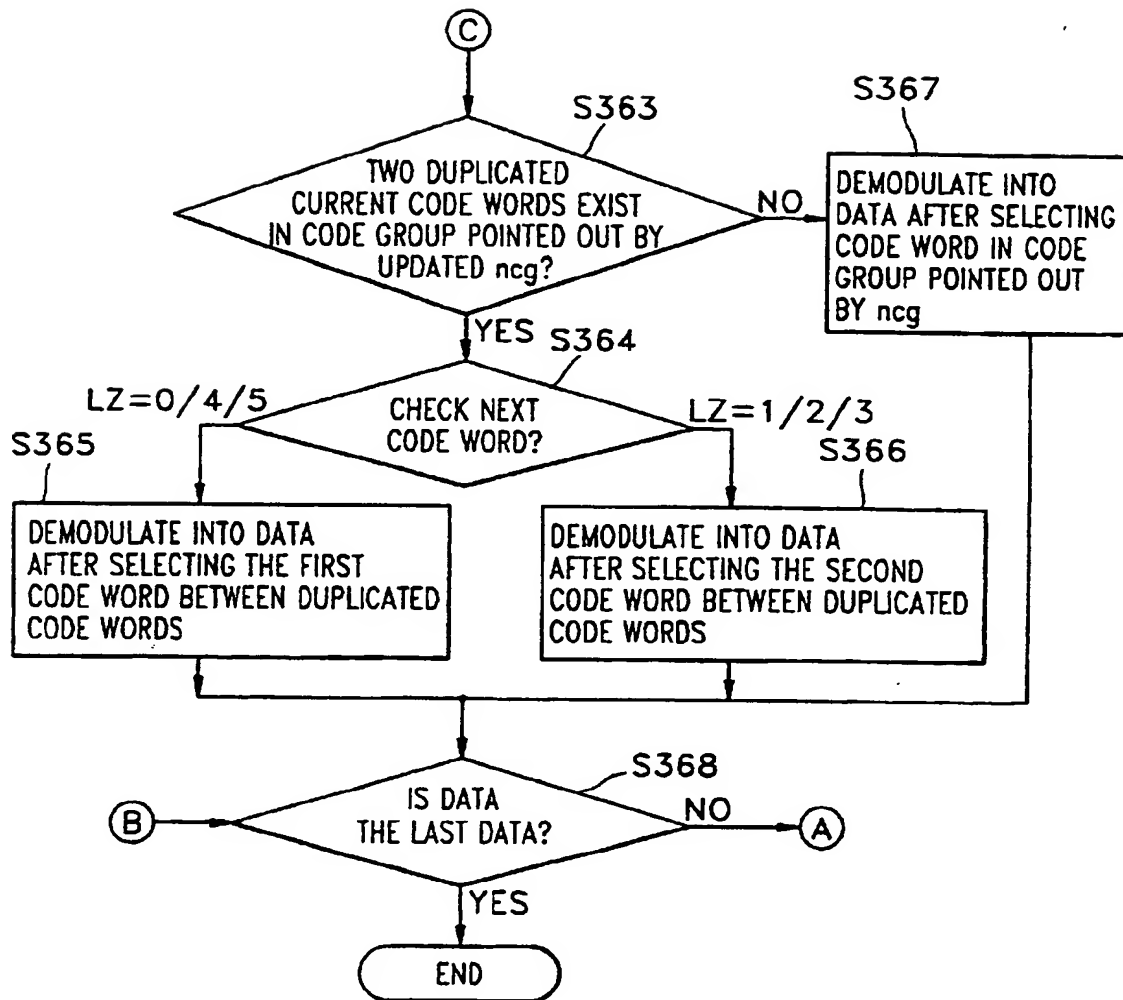 C
S363
TWO DUPLICATED
CURRENT CODE WORDS EXIST
IN CODE GROUP POINTED OUT BY
UPDATED ncg?
NO
S367
DEMODULATE INTO
DATA AFTER SELECTING
CODE WORD IN CODE
GROUP POINTED OUT
BY ncg
YES
S364
CHECK NEXT
CODE WORD?
LZ=0/4/5
LZ=1/2/3
S365
DEMODULATE INTO DATA
AFTER SELECTING THE FIRST
CODE WORD BETWEEN DUPLICATED
CODE WORDS
S366
DEMODULATE INTO DATA
AFTER SELECTING THE SECOND
CODE WORD BETWEEN DUPLICATED
CODE WORDS
S368
B
IS DATA
THE LAST DATA?
NO
A
YES
END